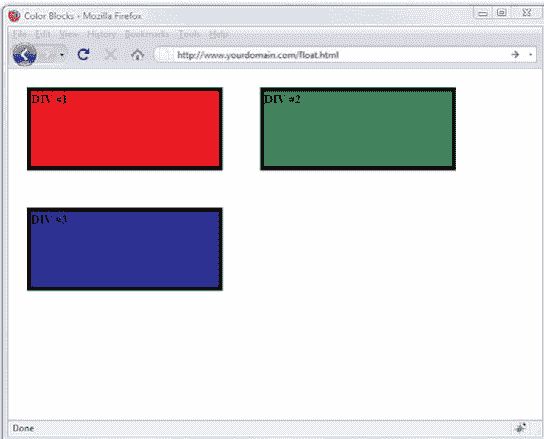 Color Blocks - Mozilla Firefox
File Edit View History Bookmarks Tools Help
http://www.yourdomain.com/float.html
DIV #1
DIV #2
DIV #3
Done